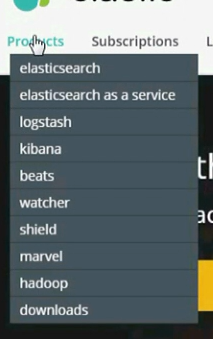 Products Subscriptions L
elasticsearch
elasticsearch as a service
logstash
kibana
beats
watcher
shield
marvel
hadoop
downloads